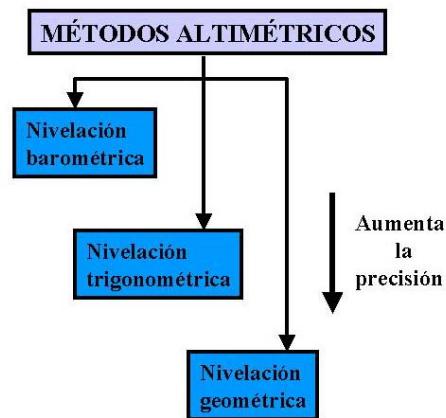 MÉTODOS ALTIMÉTRICOS
Nivelación
barométrica
Nivelación
trigonométrica
Aumenta
la
precisión
Nivelación
geométrica